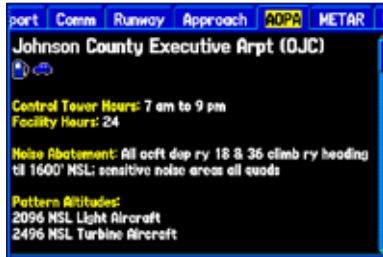 port Comm Runway Approach AOPA METAR
Johnson County Executive Arpt (OJC)
Control Tower Hours: 7 am to 9 pm
Facility Hours: 24
Noise Abatement: All acft dep ry 18 & 36 climb ry heading
til 1600' MSL; sensitive noise areas all quads
Pattern Altitudes:
2096 MSL Light Aircraft
2496 MSL Turbine Aircraft